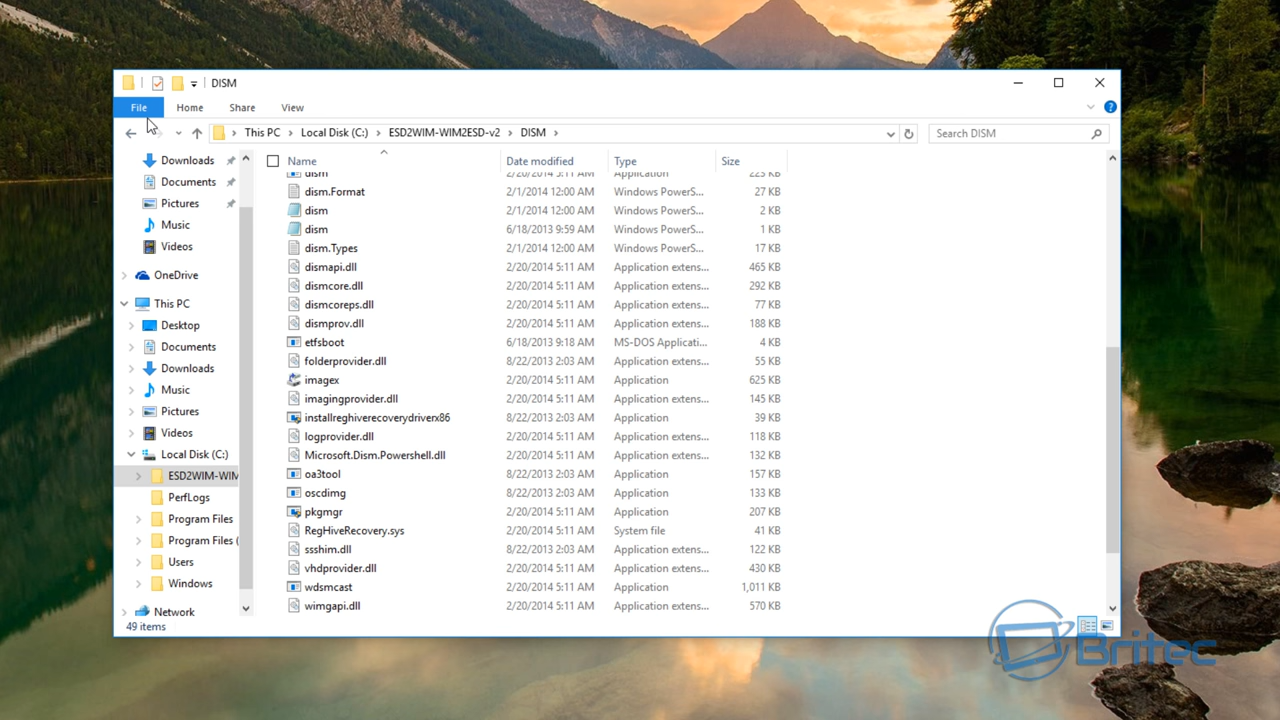 DISM
File Home Share View
This PC Local Disk (C:) ESD2WIM-WIM2ESD-v2 DISM
Search DISM
Downloads
Documents
Pictures
Music
Videos
OneDrive
This PC
Desktop
Documents
Downloads
Music
Pictures
Videos
Local Disk (C:)
ESD2WIM-WIM
PerfLogs
Program Files
Program Files (
Users
Windows
Network
Name Date modified Type Size
dism 2/20/2014 5:11 AM Application 223 KB
dism.Format 2/1/2014 12:00 AM Windows PowerS... 27 KB
dism 2/1/2014 12:00 AM Windows PowerS... 2 KB
dism 6/18/2013 9:59 AM Windows PowerS... 1 KB
dism.Types 2/1/2014 12:00 AM Windows PowerS... 17 KB
dismapi.dll 2/20/2014 5:11 AM Application extens... 465 KB
dismcore.dll 2/20/2014 5:11 AM Application extens... 292 KB
dismcoreps.dll 2/20/2014 5:11 AM Application extens... 77 KB
dismprov.dll 2/20/2014 5:11 AM Application extens... 188 KB
etfsboot 6/18/2013 9:18 AM MS-DOS Applicati... 4 KB
folderprovider.dll 8/22/2013 2:03 AM Application extens... 55 KB
imagex 2/20/2014 5:11 AM Application 625 KB
imagingprovider.dll 2/20/2014 5:11 AM Application extens... 145 KB
installreghiverecoverydriverx86 8/22/2013 2:03 AM Application 39 KB
logprovider.dll 2/20/2014 5:11 AM Application extens... 118 KB
Microsoft.Dism.Powershell.dll 2/20/2014 5:11 AM Application extens... 132 KB
oa3tool 8/22/2013 2:03 AM Application 157 KB
oscdimg 8/22/2013 2:03 AM Application 133 KB
pkgmgr 2/20/2014 5:11 AM Application 207 KB
RegHiveRecovery.sys 2/20/2014 5:11 AM System file 41 KB
ssshim.dll 8/22/2013 2:03 AM Application extens... 122 KB
vhdprovider.dll 2/20/2014 5:11 AM Application extens... 430 KB
wdsmcast 2/20/2014 5:11 AM Application 1,011 KB
wimgapi.dll 2/20/2014 5:11 AM Application extens... 570 KB
49 items
Britec